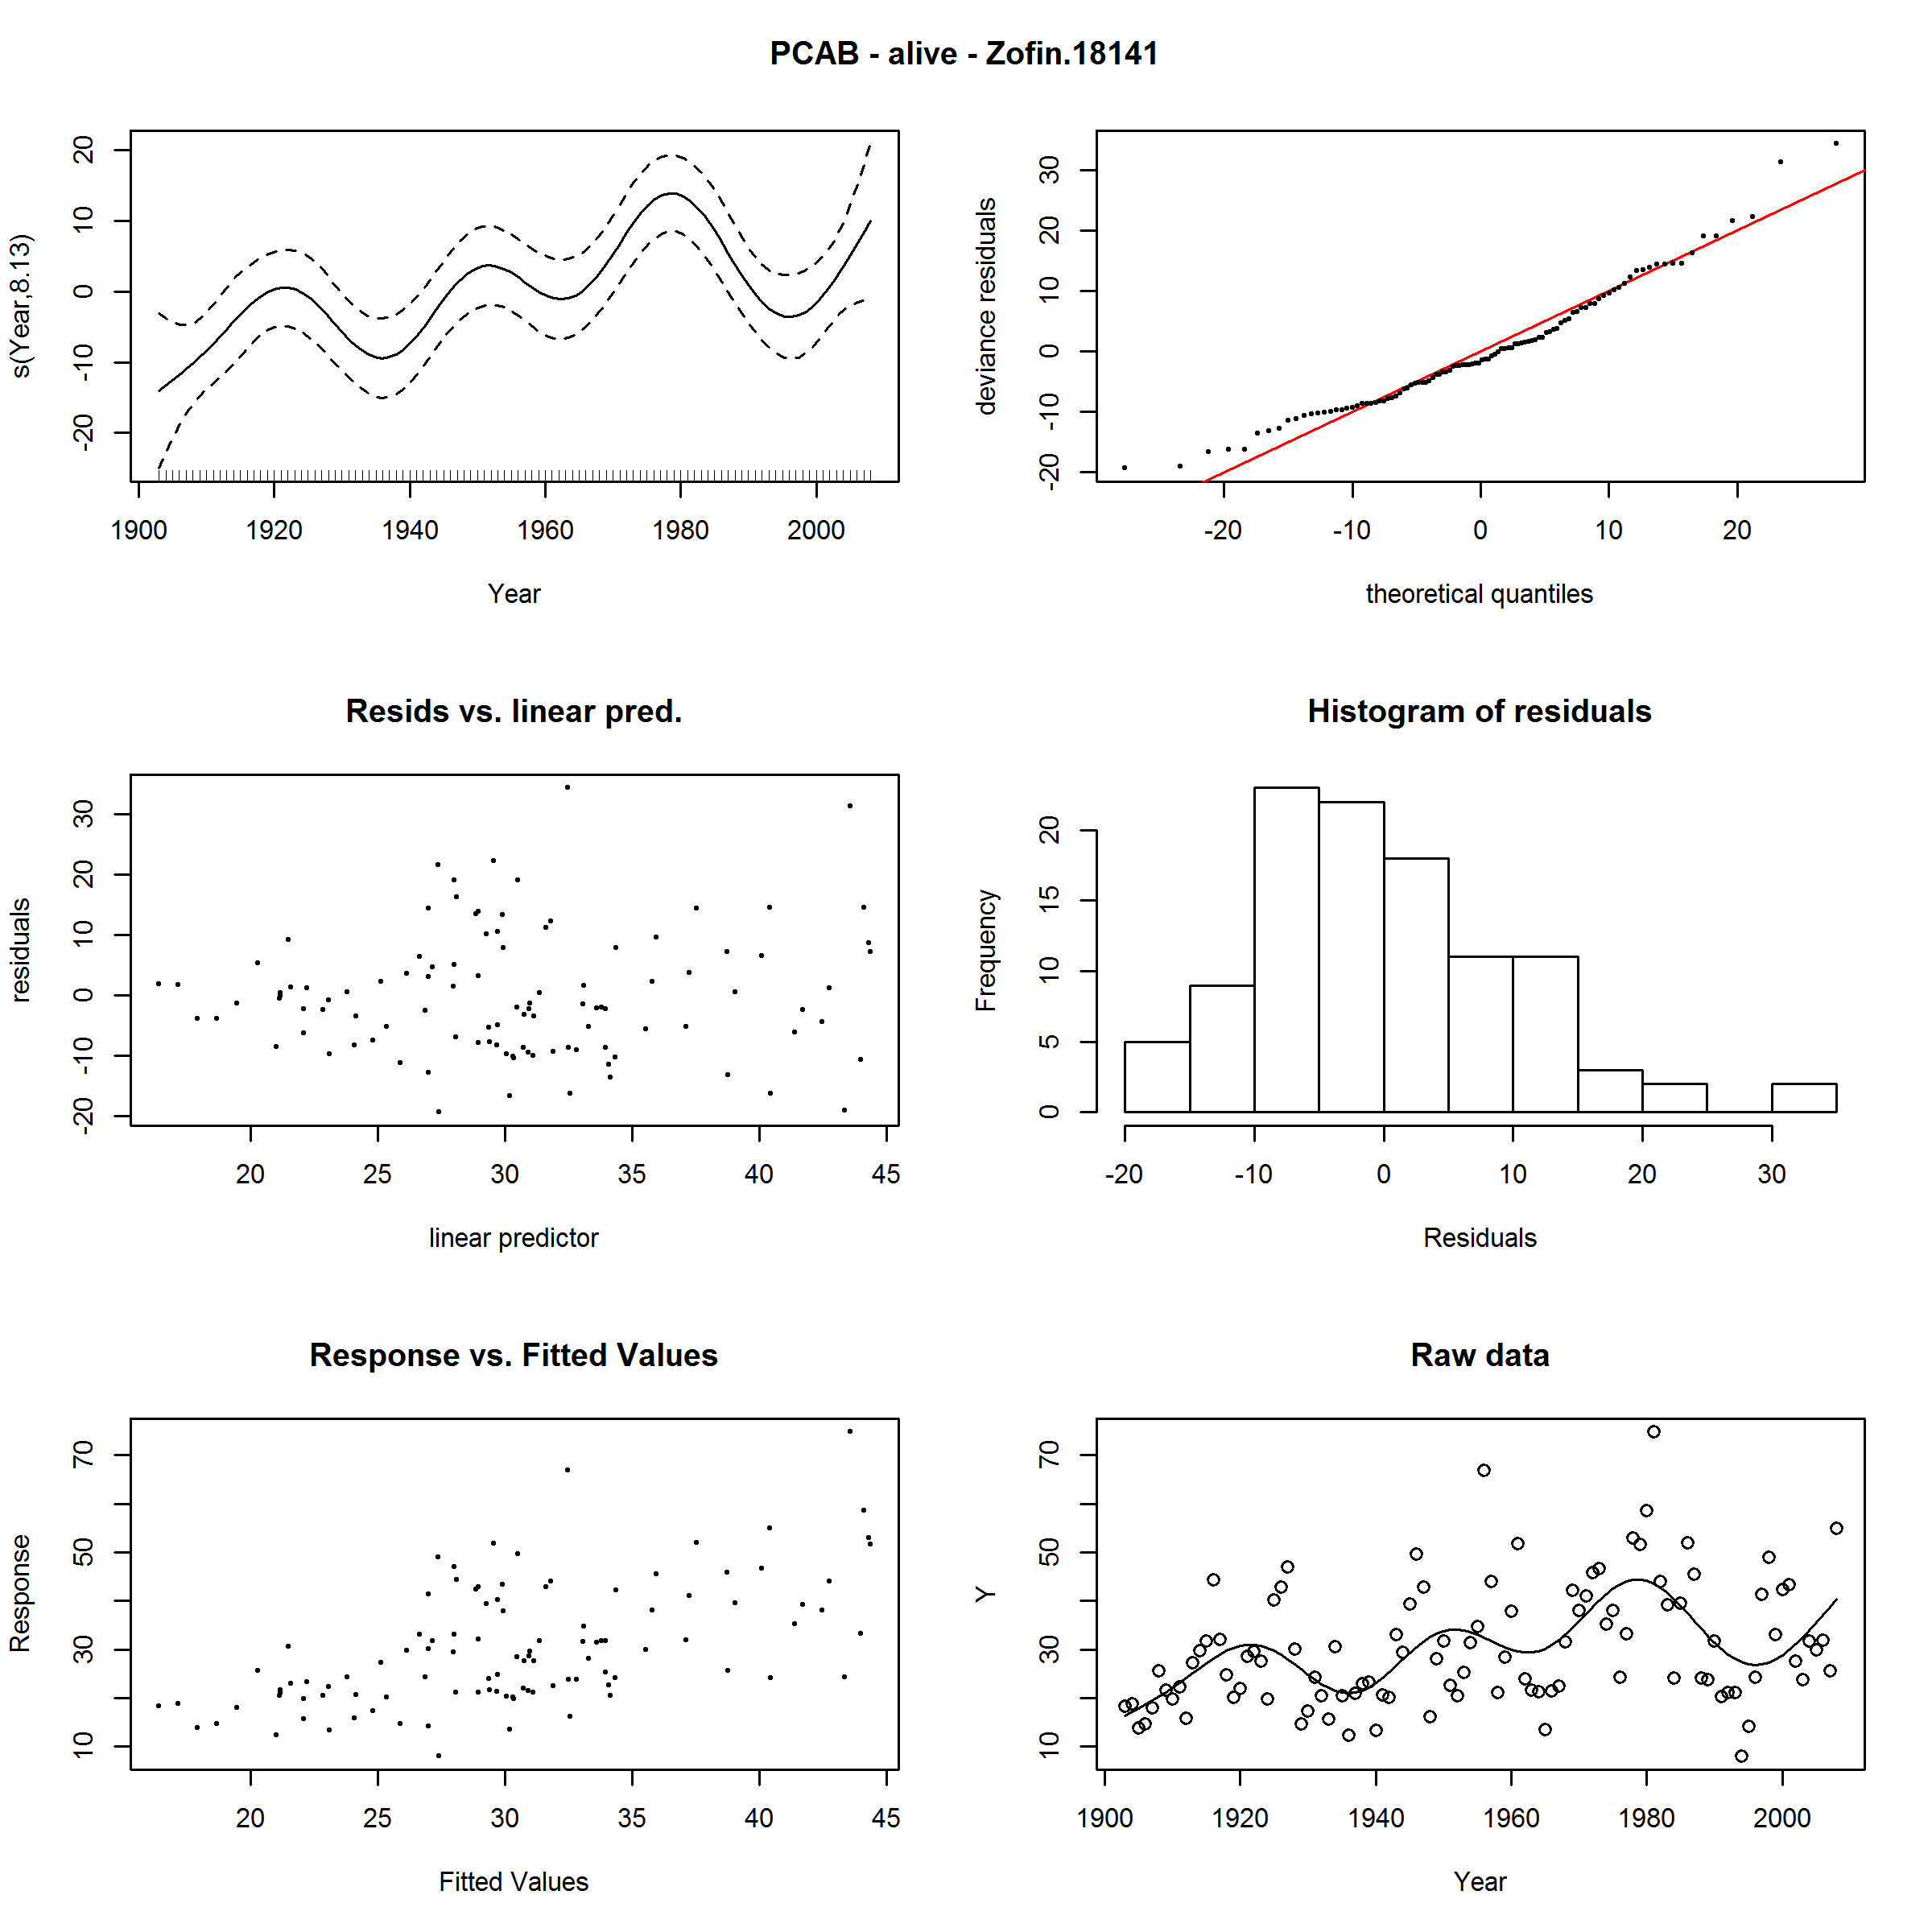 PCAB - alive - Zofin.18141
s(Year,8.13)
20
10
0
-10
-20
1900 1920 1940 1960 1980 2000
Year
deviance residuals
30
20
10
0
-10
-20
-20 -10 0 10 20
theoretical quantiles
Resids vs. linear pred.
residuals
30
20
10
0
-10
-20
20 25 30 35 40 45
linear predictor
Histogram of residuals
Frequency
20
15
10
5
0
-20 -10 0 10 20 30
Residuals
Response vs. Fitted Values
Response
70
50
30
10
20 25 30 35 40 45
Fitted Values
Raw data
Y
70
50
30
10
1900 1920 1940 1960 1980 2000
Year